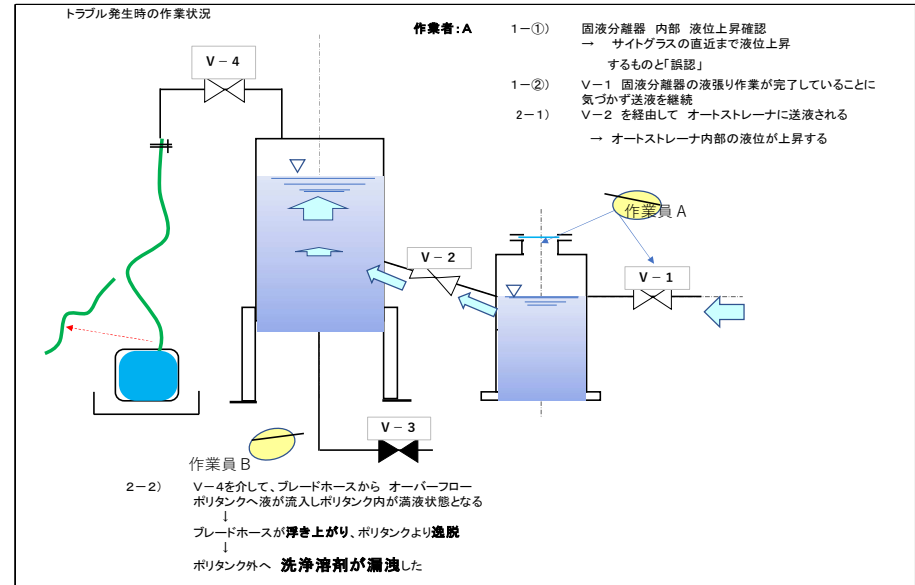 トラブル発生時の作業状況
作業者：A
1－①） 固液分離器 内部 液位上昇確認
→ サイトグラスの直近まで液位上昇
するものと「誤認」
1－②） V－1 固液分離器の液張り作業が完了していることに
気づかず送液を継続
2－1） V－2 を経由して オートストレーナに送液される
→ オートストレーナ内部の液位が上昇する
V－4
作業員A
V－2
V－1
V－3
作業員B
2－2） V－4を介して、ブレードホースから オーバーフロー
ポリタンクへ液が流入しポリタンク内が満液状態となる
↓
ブレードホースが浮き上がり、ポリタンクより逸脱
↓
ポリタンク外へ 洗浄溶剤が漏洩した